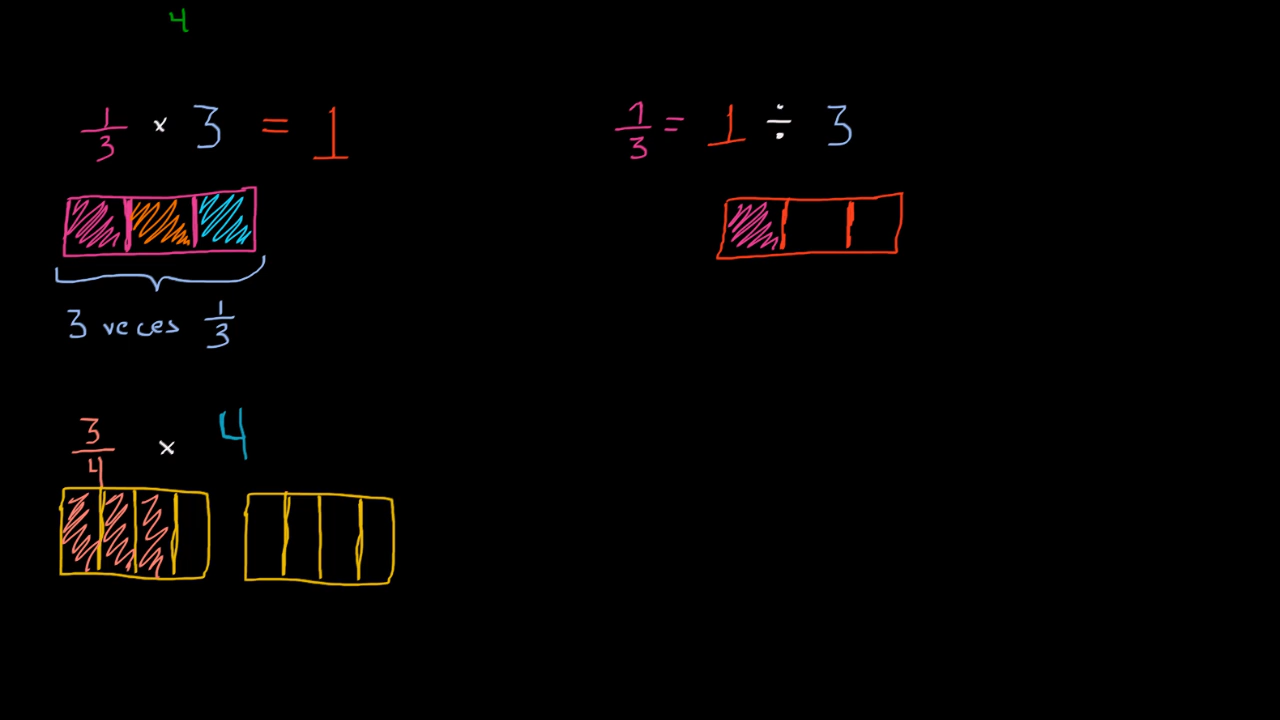 4
1/3 × 3 = 1
1/3 = 1 ÷ 3
3 veces 1/3
3/4 × 4